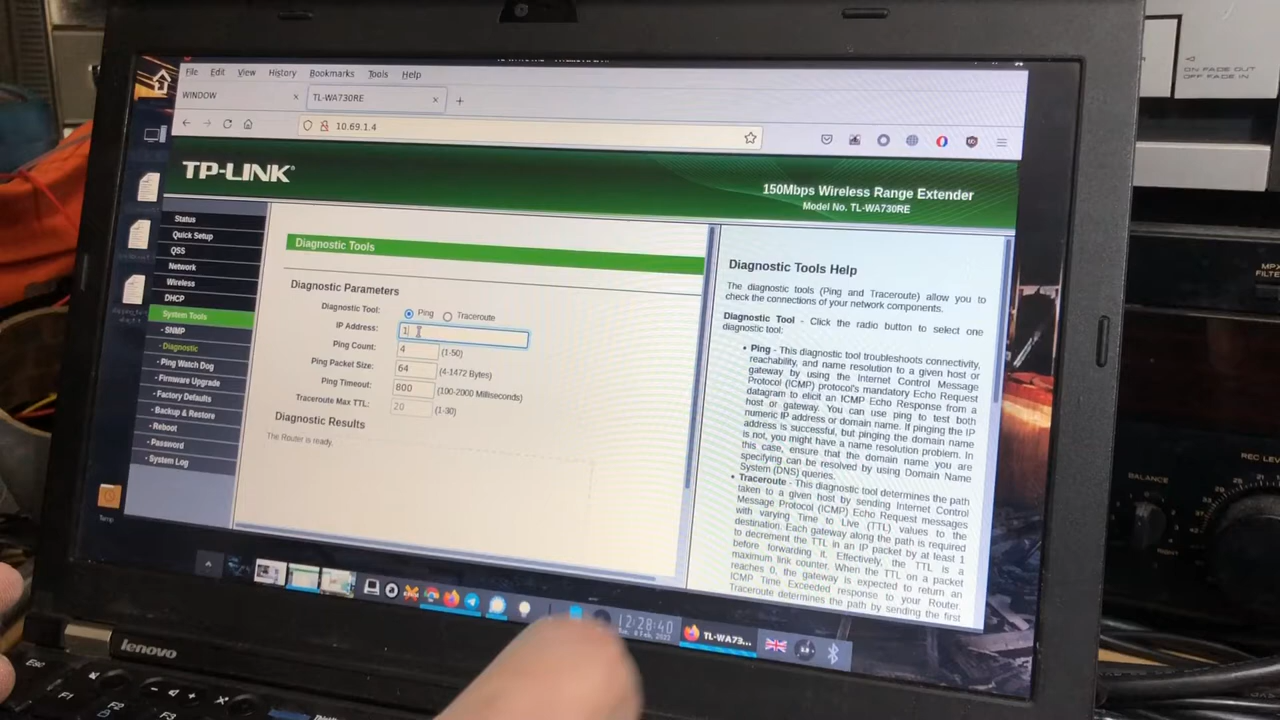 File Edit View History Bookmarks Tools Help
WINDOW
TL-WA730RE
10.69.1.4
TP-LINK®
150Mbps Wireless Range Extender
Model No. TL-WA730RE
Status
Quick Setup
QSS
Network
Wireless
DHCP
System Tools
- SNMP
- Diagnostic
- Ping Watch Dog
- Firmware Upgrade
- Factory Defaults
- Backup & Restore
- Reboot
- Password
- System Log
Diagnostic Tools
Diagnostic Parameters
Diagnostic Tool: Ping Traceroute
IP Address: 1
Ping Count: 4 (1-50)
Ping Packet Size: 64 (4-1472 Bytes)
Ping Timeout: 800 (100-2000 Milliseconds)
Traceroute Max TTL: 20 (1-30)
Diagnostic Results
The Router is ready.
Diagnostic Tools Help
The diagnostic tools (Ping and Traceroute) allow you to
check the connections of your network components.
Diagnostic Tool - Click the radio button to select one
diagnostic tool:
• Ping - This diagnostic tool troubleshoots connectivity,
reachability, and name resolution to a given host or
gateway by using the Internet Control Message
Protocol (ICMP) protocol's mandatory Echo Request
datagram to elicit an ICMP Echo Response from a
host or gateway. You can use ping to test both
numeric IP address or domain name. If pinging the IP
address is successful, but pinging the domain name
is not, you might have a name resolution problem. In
this case, ensure that the domain name you are
specifying can be resolved by using Domain Name
System (DNS) queries.
• Traceroute - This diagnostic tool determines the path
taken to a given host by sending Internet Control
Message Protocol (ICMP) Echo Request messages
with varying Time to Live (TTL) values to the
destination. Each gateway along the path is required
to decrement the TTL in an IP packet by at least 1
before forwarding it. Effectively, the TTL is a
maximum link counter. When the TTL on a packet
reaches 0, the gateway is expected to return an
ICMP Time Exceeded response to your Router.
Traceroute determines the path by sending the first
Temp
12:28:40
TL-WA73...
lenovo
Esc
F1
F2
F3
ON FADE OUT
OFF FADE IN
MPX
FILTER
REC LEV
BALANCE
RIGHT